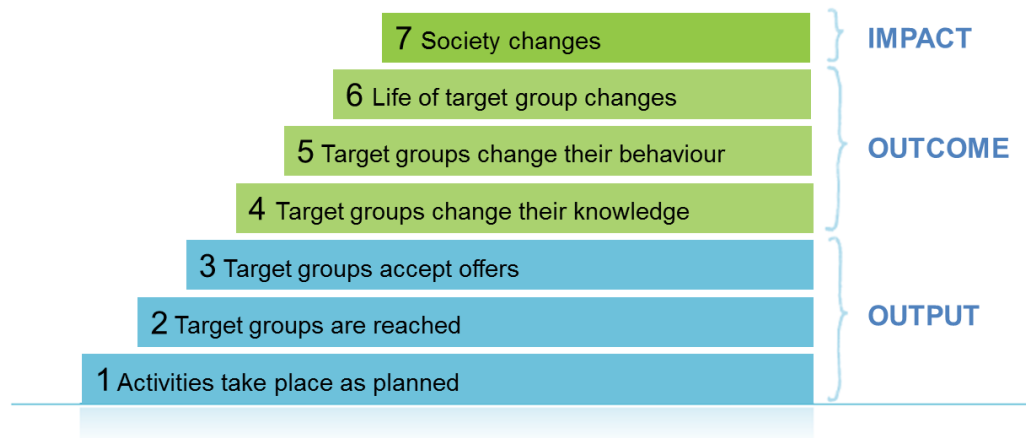 7 Society changes
IMPACT
6 Life of target group changes
5 Target groups change their behaviour
OUTCOME
4 Target groups change their knowledge
3 Target groups accept offers
2 Target groups are reached
OUTPUT
1 Activities take place as planned